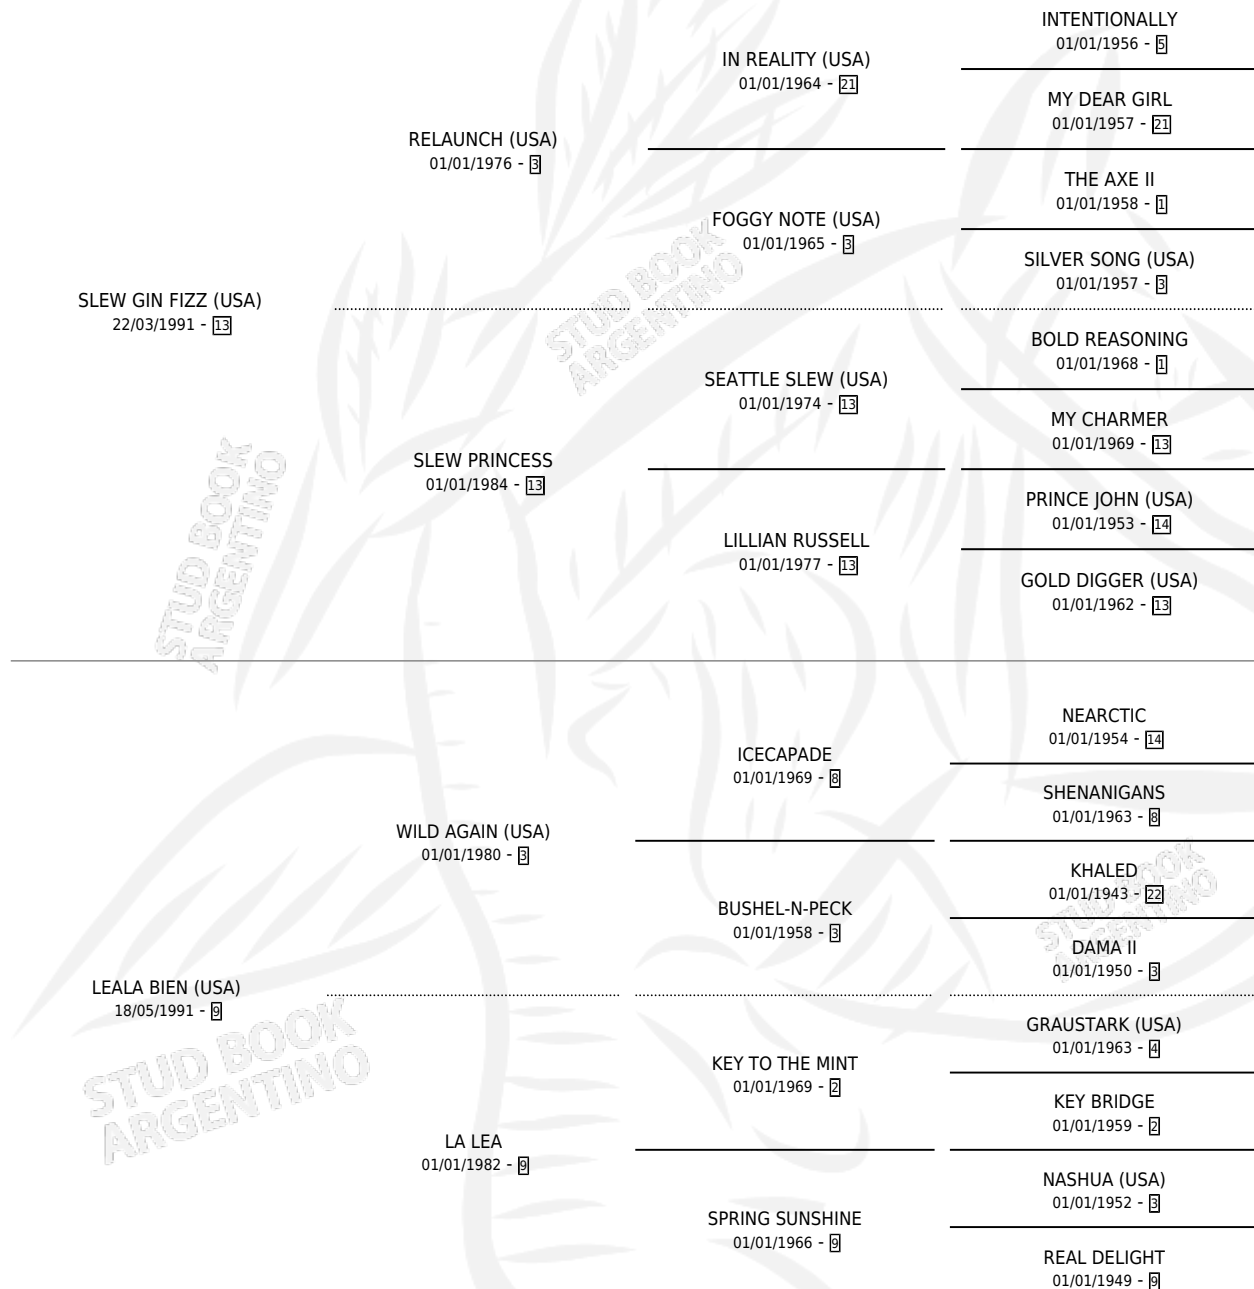 INTENTIONALLY
01/01/1956 - 5
IN REALITY (USA)
01/01/1964 - 21
MY DEAR GIRL
01/01/1957 - 21
RELAUNCH (USA)
01/01/1976 - 3
THE AXE II
01/01/1958 - 1
FOGGY NOTE (USA)
01/01/1965 - 3
SILVER SONG (USA)
01/01/1957 - 3
SLEW GIN FIZZ (USA)
22/03/1991 - 13
STUD BOOK
ARGENTINO
BOLD REASONING
01/01/1968 - 1
SEATTLE SLEW (USA)
01/01/1974 - 13
MY CHARMER
01/01/1969 - 13
SLEW PRINCESS
01/01/1984 - 13
PRINCE JOHN (USA)
01/01/1953 - 14
LILLIAN RUSSELL
01/01/1977 - 13
GOLD DIGGER (USA)
01/01/1962 - 13
STUD BOOK
ARGENTINO
NEARCTIC
01/01/1954 - 14
ICECAPADE
01/01/1969 - 8
SHENANIGANS
01/01/1963 - 8
WILD AGAIN (USA)
01/01/1980 - 3
KHALED
01/01/1943 - 22
BUSHEL-N-PECK
01/01/1958 - 3
DAMA II
01/01/1950 - 3
STUD BOOK
ARGENTINO
LEALA BIEN (USA)
18/05/1991 - 9
GRAUSTARK (USA)
01/01/1963 - 4
KEY TO THE MINT
01/01/1969 - 2
KEY BRIDGE
01/01/1959 - 2
STUD BOOK
ARGENTINO
LA LEA
01/01/1982 - 9
NASHUA (USA)
01/01/1952 - 3
SPRING SUNSHINE
01/01/1966 - 9
REAL DELIGHT
01/01/1949 - 9